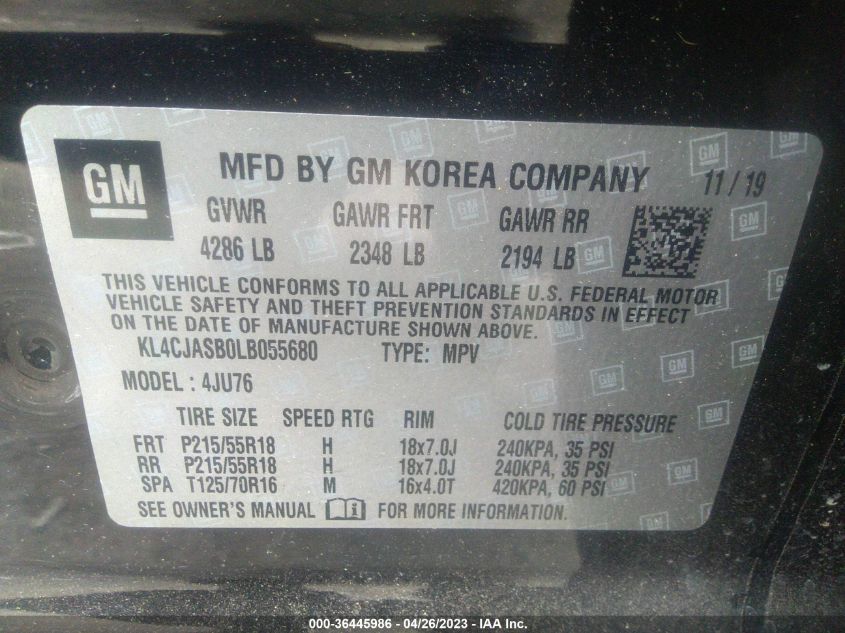 GM
MFD BY GM KOREA COMPANY 11 / 19
GVWR GAWR FRT GAWR RR
4286 LB 2348 LB 2194 LB
THIS VEHICLE CONFORMS TO ALL APPLICABLE U.S. FEDERAL MOTOR
VEHICLE SAFETY AND THEFT PREVENTION STANDARDS IN EFFECT
ON THE DATE OF MANUFACTURE SHOWN ABOVE.
KL4CJASB0LB055680 TYPE: MPV
MODEL : 4JU76
TIRE SIZE SPEED RTG RIM COLD TIRE PRESSURE
FRT P215/55R18 H 18x7.0J 240KPA, 35 PSI
RR P215/55R18 H 18x7.0J 240KPA, 35 PSI
SPA T125/70R16 M 16x4.0T 420KPA, 60 PSI
SEE OWNER'S MANUAL i FOR MORE INFORMATION.
000-36445986 - 04/26/2023 - IAA Inc.